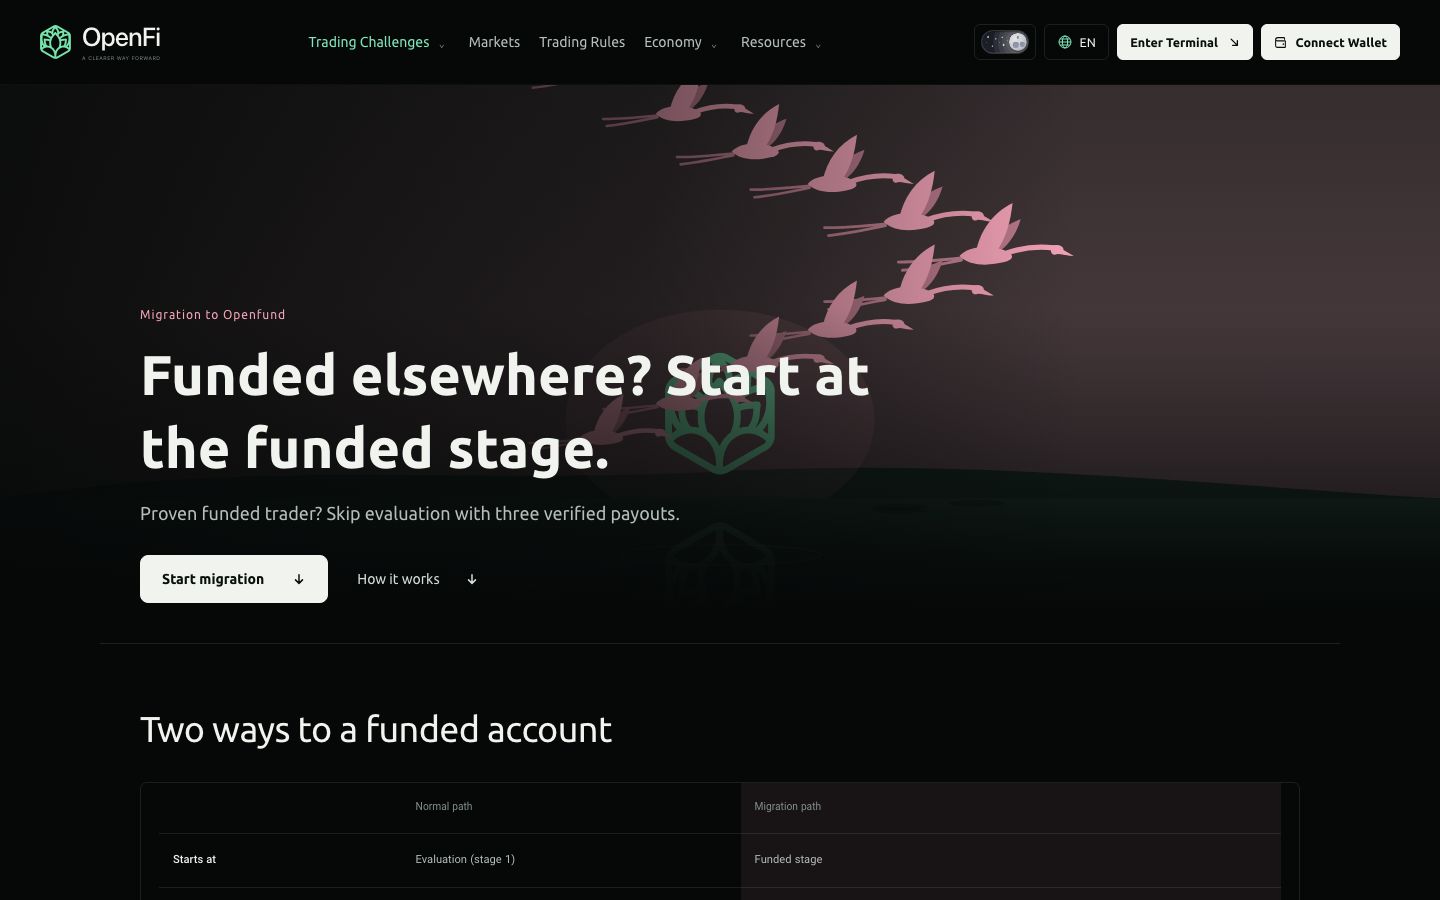 OpenFi
A CLEARER WAY FORWARD
Trading Challenges
Markets
Trading Rules
Economy
Resources
EN
Enter Terminal
Connect Wallet
Migration to Openfund
Funded elsewhere? Start at
the funded stage.
Proven funded trader? Skip evaluation with three verified payouts.
Start migration
How it works
Two ways to a funded account
Normal path
Migration path
Starts at
Evaluation (stage 1)
Funded stage